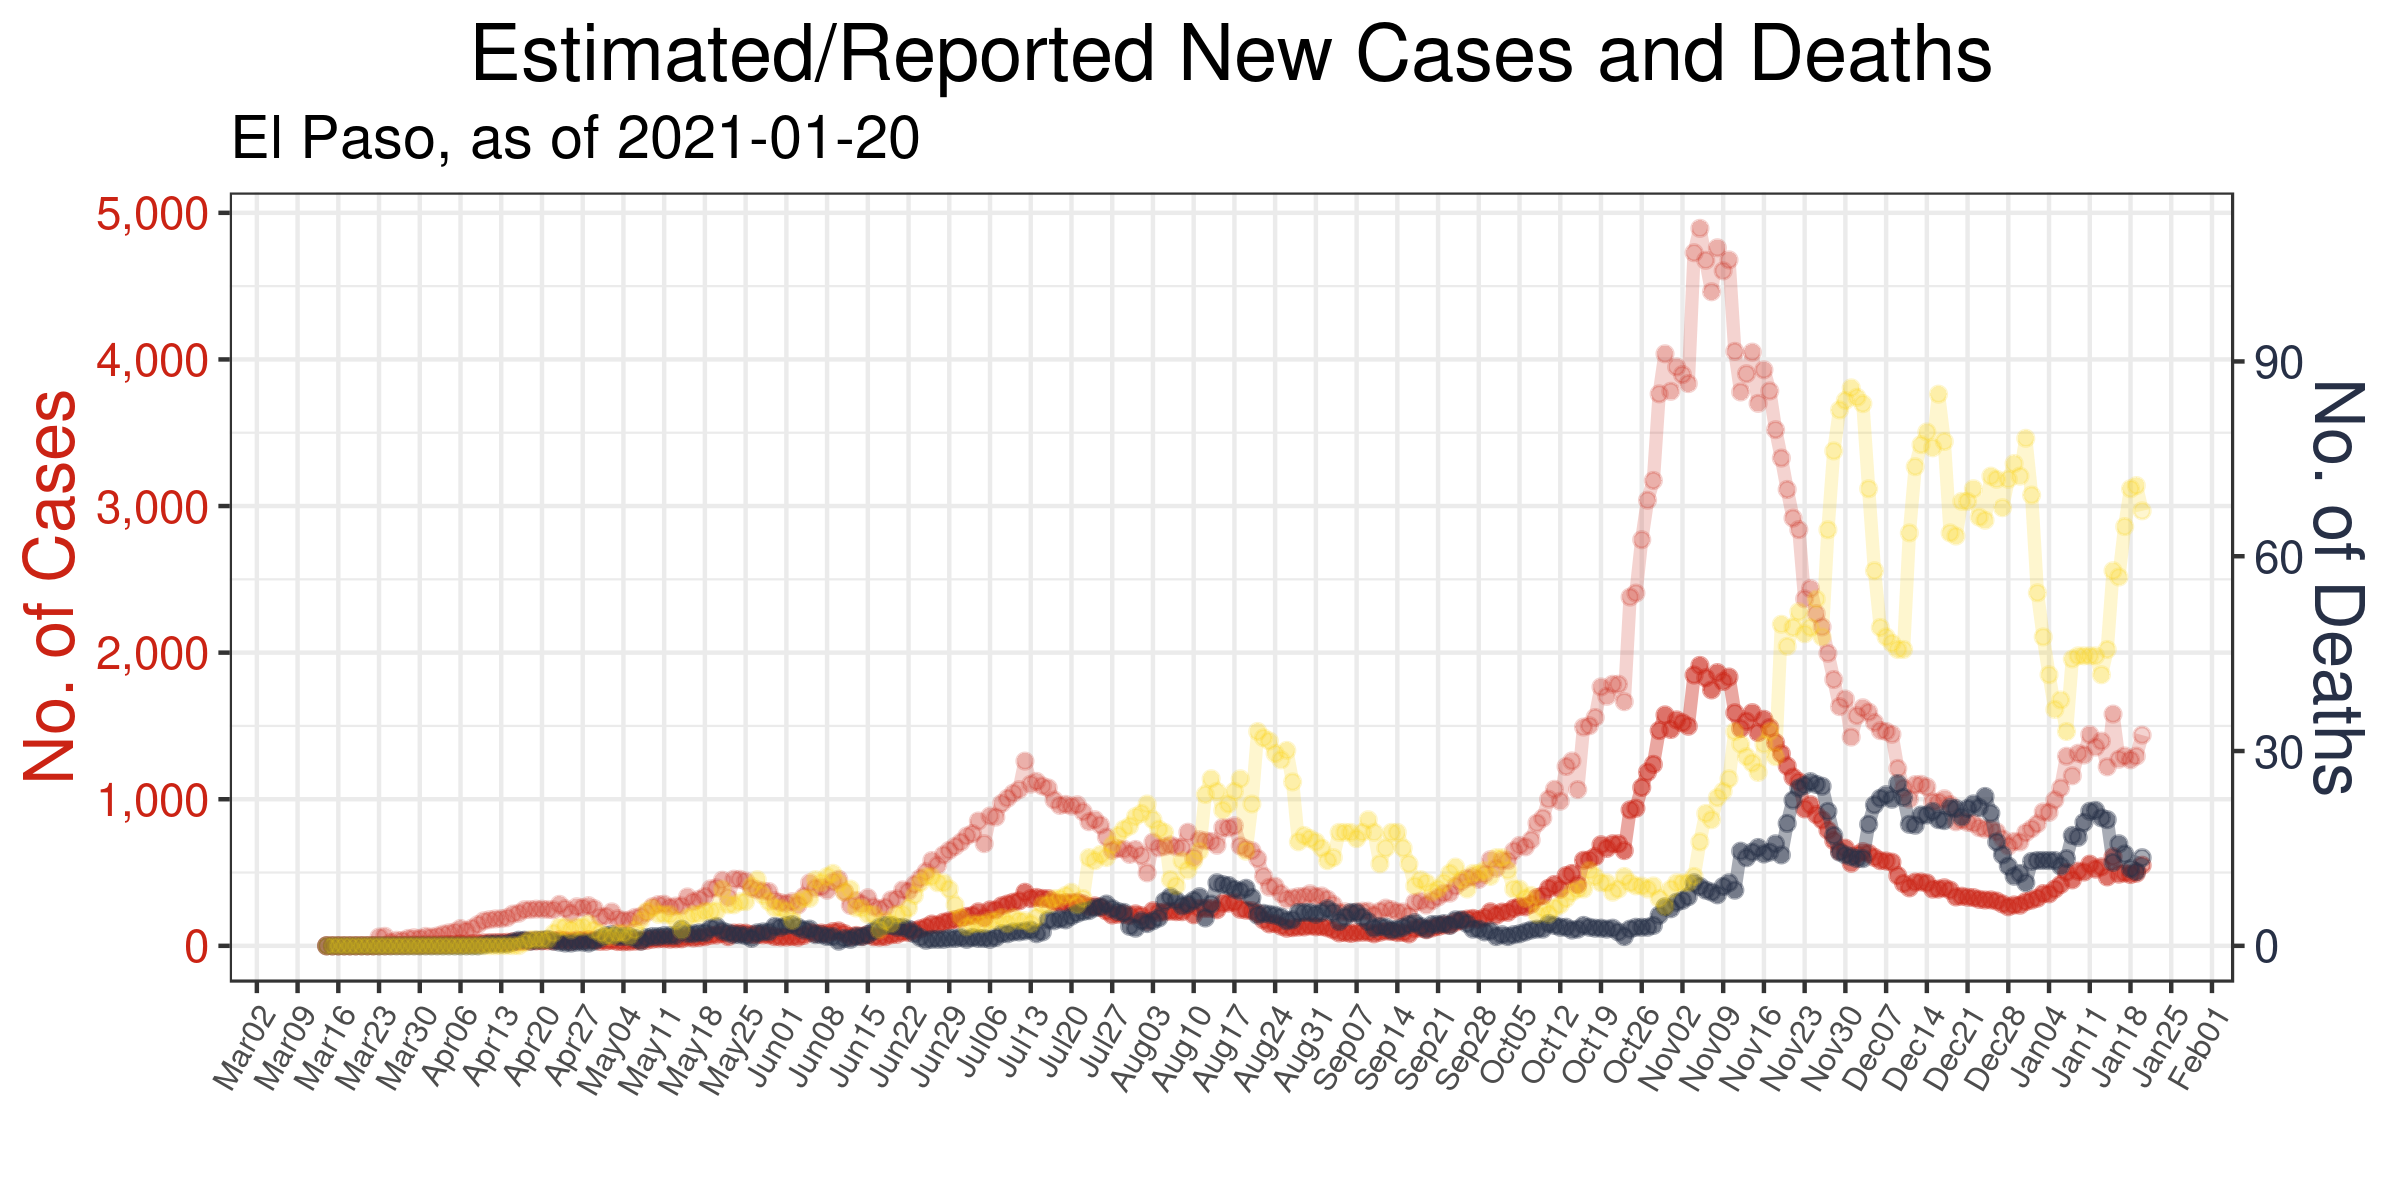 Estimated/Reported New Cases and Deaths
El Paso, as of 2021-01-20
No. of Cases
5,000
4,000
3,000
2,000
1,000
0
90
60
30
0
No. of Deaths
Mar02 Mar09 Mar16 Mar23 Mar30 Apr06 Apr13 Apr20 Apr27 May04 May11 May18 May25 Jun01 Jun08 Jun15 Jun22 Jun29 Jul06 Jul13 Jul20 Jul27 Aug03 Aug10 Aug17 Aug24 Aug31 Sep07 Sep14 Sep21 Sep28 Oct05 Oct12 Oct19 Oct26 Nov02 Nov09 Nov16 Nov23 Nov30 Dec07 Dec14 Dec21 Dec28 Jan04 Jan11 Jan18 Jan25 Feb01